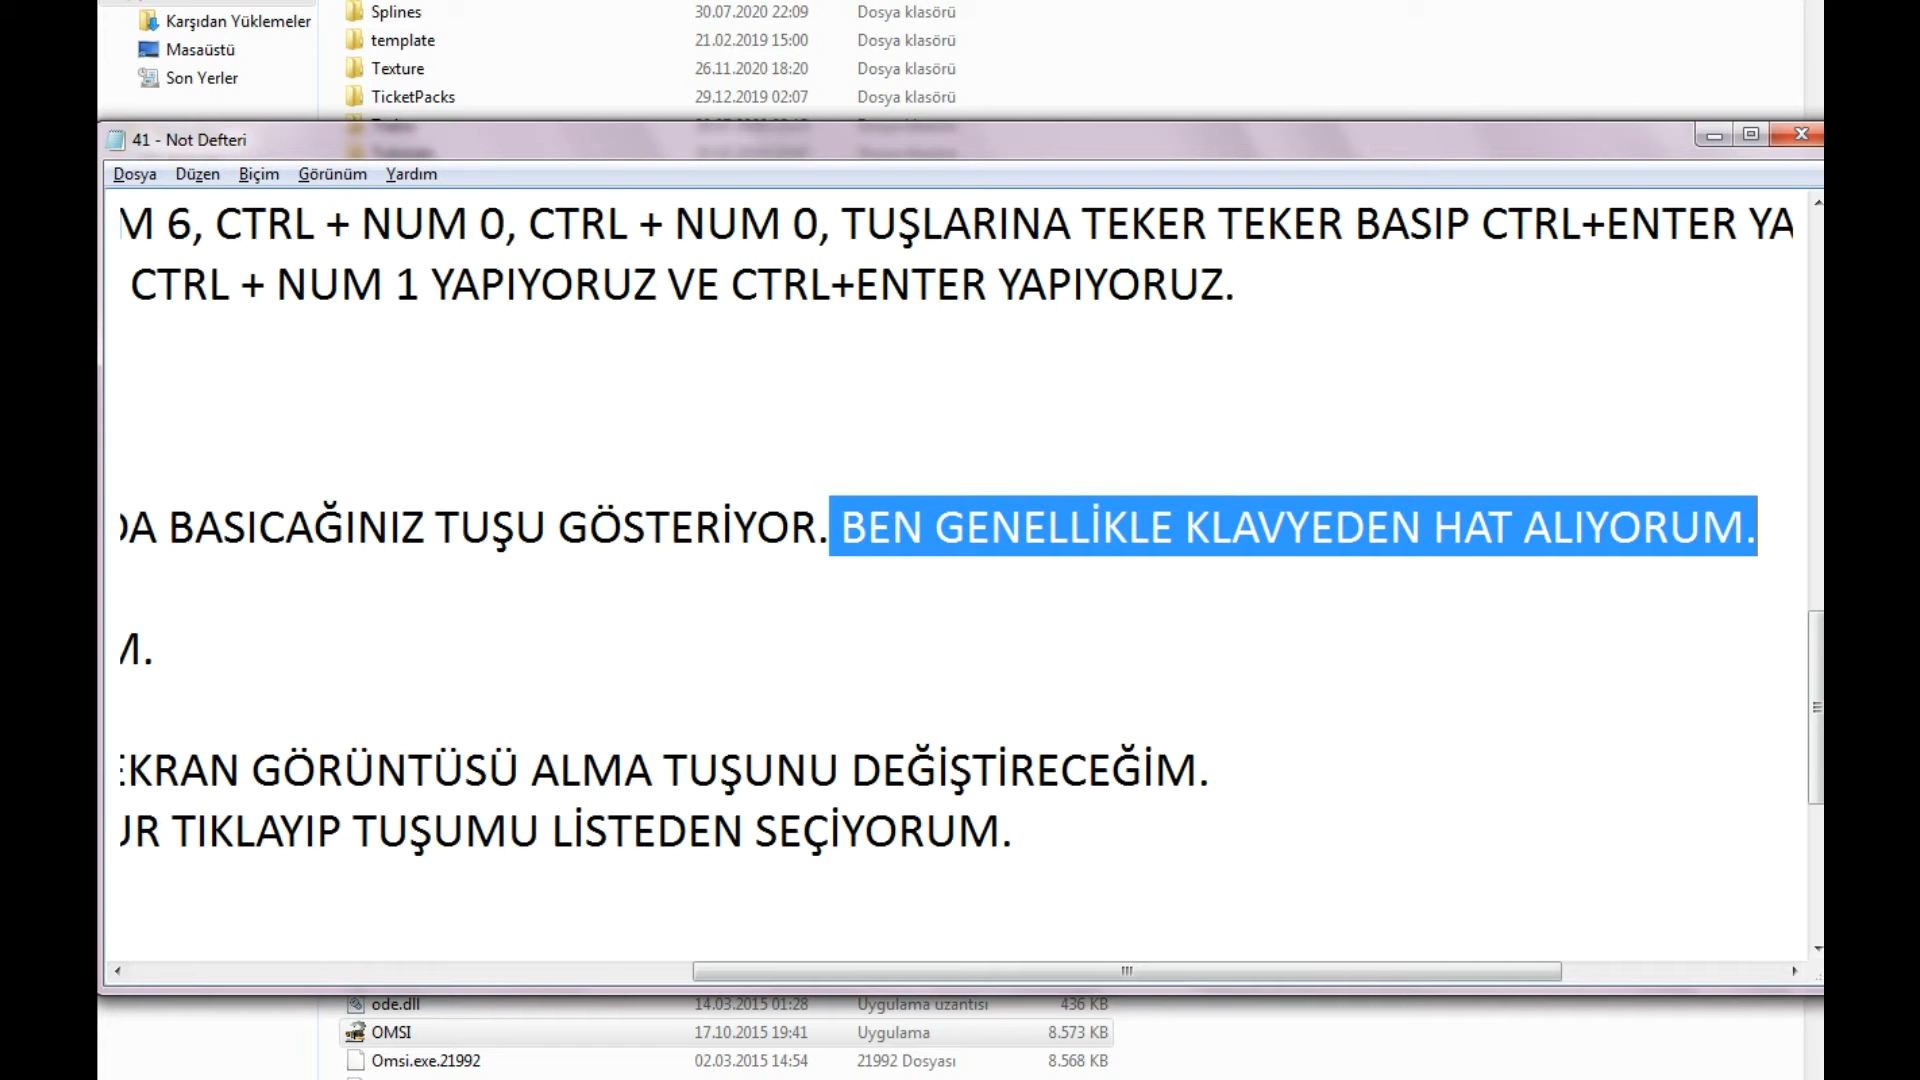 Karşıdan Yüklemeler
Masaüstü
Son Yerler
Splines 30.07.2020 22:09 Dosya klasörü
template 21.02.2019 15:00 Dosya klasörü
Texture 26.11.2020 18:20 Dosya klasörü
TicketPacks 29.12.2019 02:07 Dosya klasörü
41 - Not Defteri
Dosya Düzen Biçim Görünüm Yardım
M 6, CTRL + NUM 0, CTRL + NUM 0, TUŞLARINA TEKER TEKER BASIP CTRL+ENTER YA
CTRL + NUM 1 YAPIYORUZ VE CTRL+ENTER YAPIYORUZ.
DA BASICAĞINIZ TUŞU GÖSTERİYOR. BEN GENELLİKLE KLAVYEDEN HAT ALIYORUM.
M.
EKRAN GÖRÜNTÜSÜ ALMA TUŞUNU DEĞİŞTİRECEĞİM.
UR TIKLAYIP TUŞUMU LİSTEDEN SEÇİYORUM.
ode.dll 14.03.2015 01:28 Uygulama uzantısı 436 KB
OMSI 17.10.2015 19:41 Uygulama 8.573 KB
Omsi.exe.21992 02.03.2015 14:54 21992 Dosyası 8.568 KB